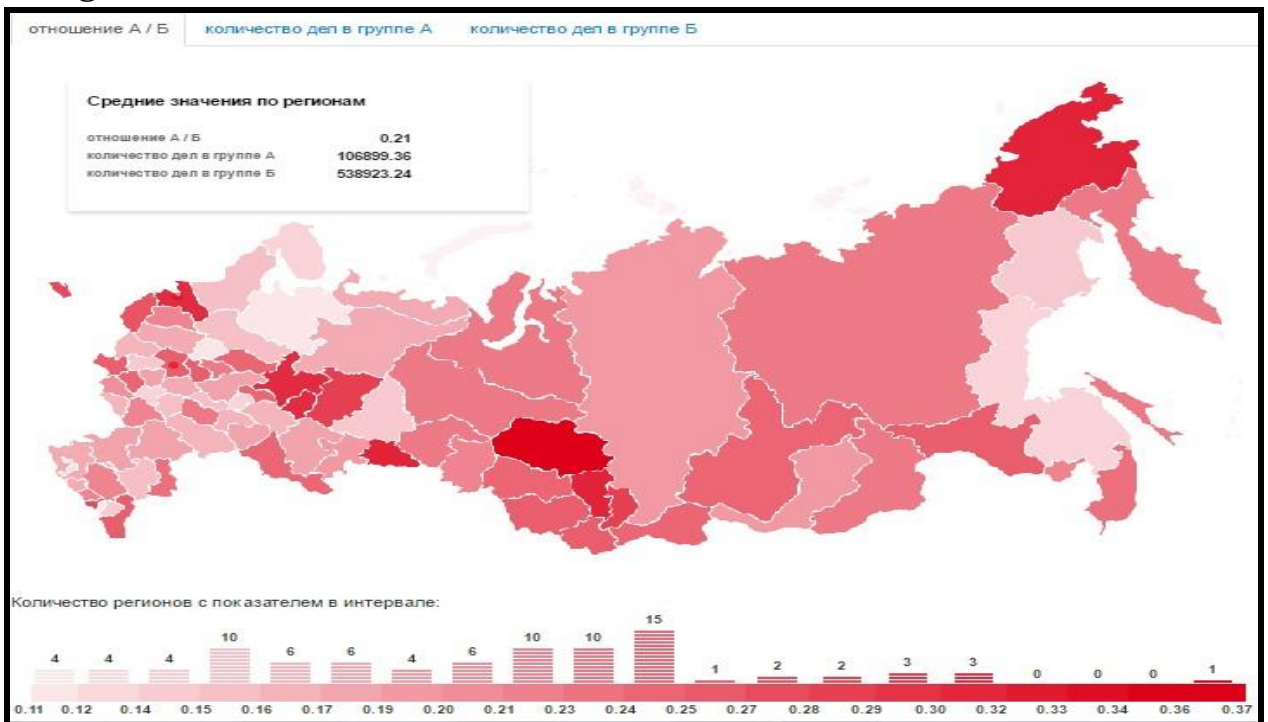 отношение А / Б количество дел в группе А количество дел в группе Б
Средние значения по регионам
отношение А / Б 0.21
количество дел в группе А 106899.36
количество дел в группе Б 538923.24
Количество регионов с показателем в интервале:
4 4 4 10 6 6 4 6 10 10 15 1 2 2 3 3 0 0 0 1
0.11 0.12 0.14 0.15 0.16 0.17 0.19 0.20 0.21 0.23 0.24 0.25 0.27 0.28 0.29 0.30 0.32 0.33 0.34 0.36 0.37